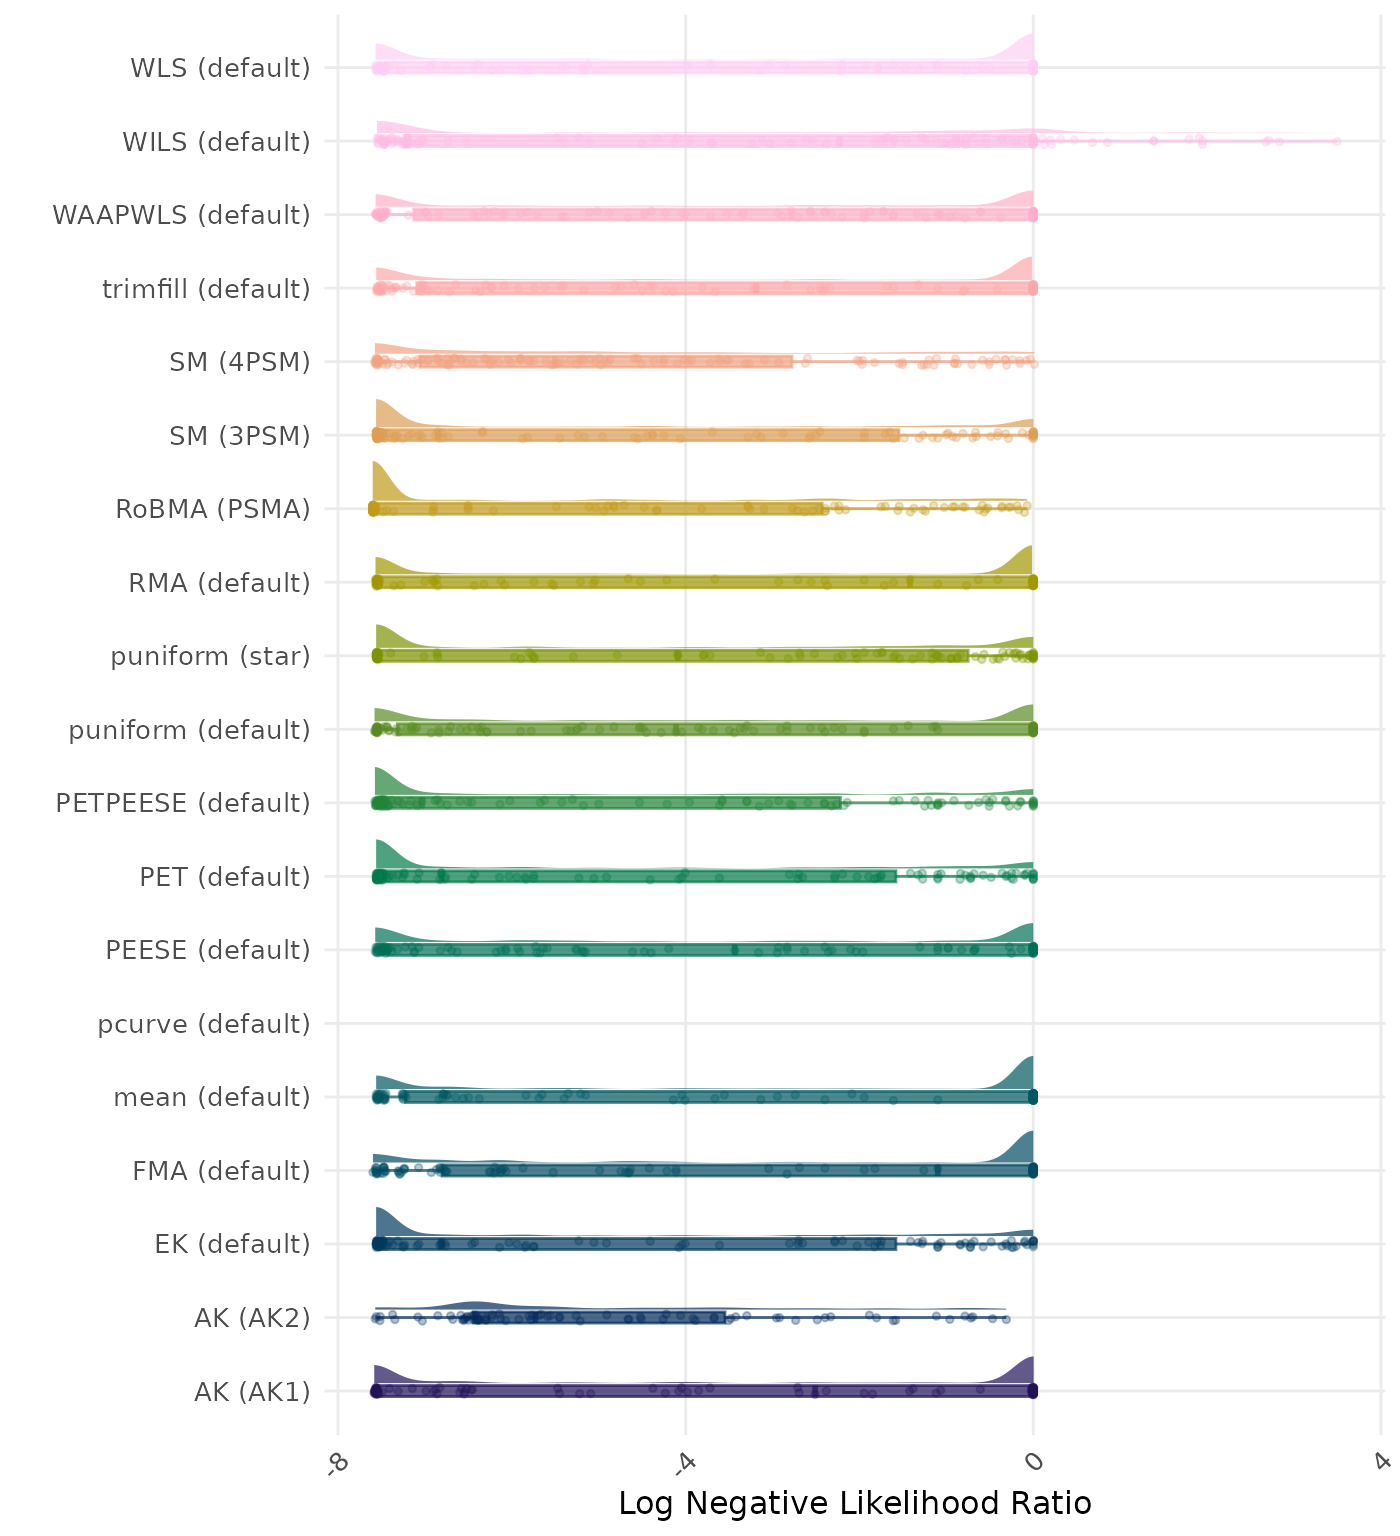 WLS (default)
WILS (default)
WAAPWLS (default)
trimfill (default)
SM (4PSM)
SM (3PSM)
RoBMA (PSMA)
RMA (default)
puniform (star)
puniform (default)
PETPEESE (default)
PET (default)
PEESE (default)
pcurve (default)
mean (default)
FMA (default)
EK (default)
AK (AK2)
AK (AK1)
-8 -4 0 4
Log Negative Likelihood Ratio